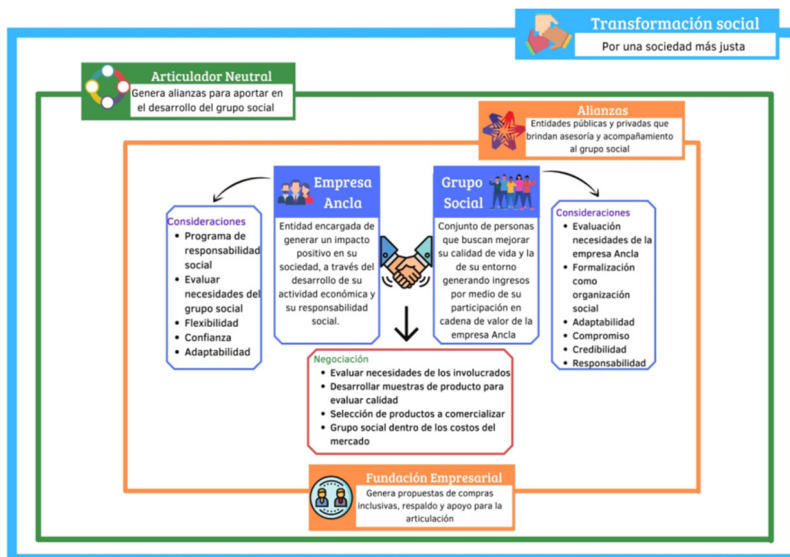 Transformación social
Por una sociedad más justa
Articulador Neutral
Genera alianzas para aportar en
el desarrollo del grupo social
Alianzas
Entidades públicas y privadas que
brindan asesoría y acompañamiento
al grupo social
Empresa
Ancla
Entidad encargada de
generar un impacto
positivo en su
sociedad, a través del
desarrollo de su
actividad económica y
su responsabilidad
social.
Grupo
Social
Conjunto de personas
que buscan mejorar
su calidad de vida y la
de su entorno
generando ingresos
por medio de su
participación en
cadena de valor de la
empresa Ancla
Consideraciones
• Programa de
responsabilidad
social
• Evaluar
necesidades del
grupo social
• Flexibilidad
• Confianza
• Adaptabilidad
Consideraciones
• Evaluación
necesidades de la
empresa Ancla
• Formalización
como
organización
social
• Adaptabilidad
• Compromiso
• Credibilidad
• Responsabilidad
Negociación
• Evaluar necesidades de los involucrados
• Desarrollar muestras de producto para
evaluar calidad
• Selección de productos a comercializar
• Grupo social dentro de los costos del
mercado
Fundación Empresarial
Genera propuestas de compras
inclusivas, respaldo y apoyo para la
articulación